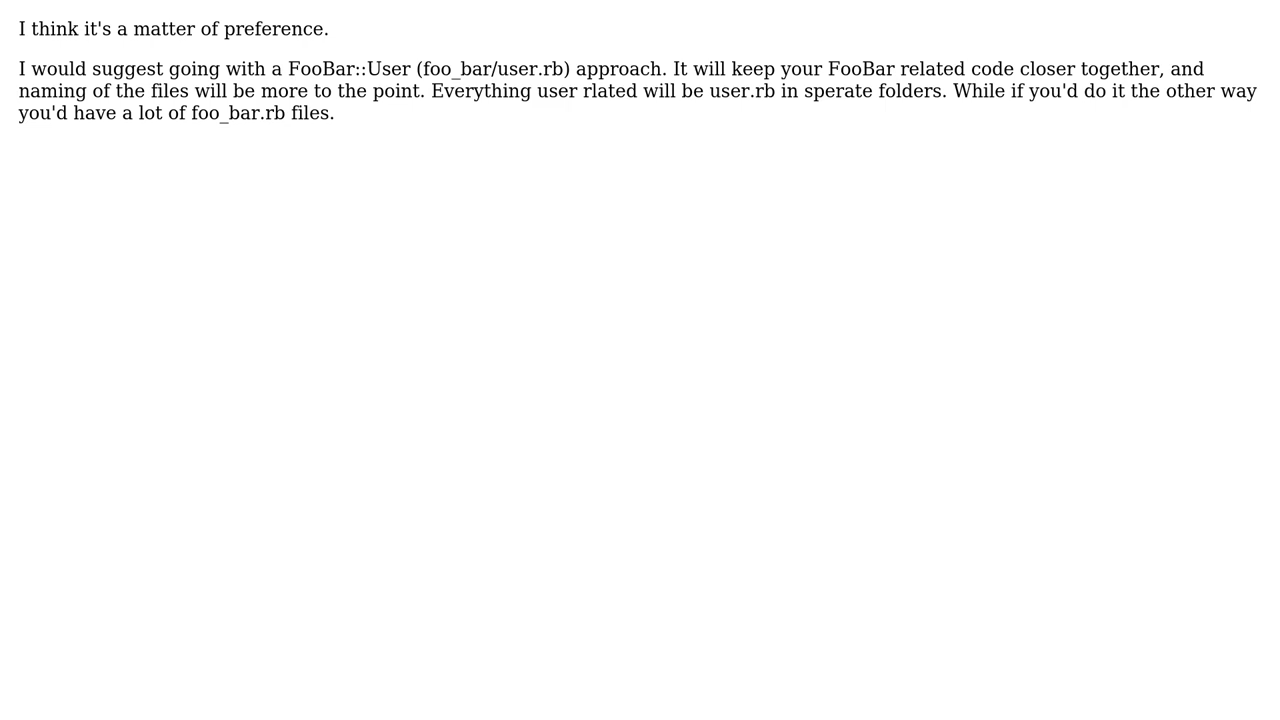 I think it's a matter of preference.
I would suggest going with a FooBar::User (foo_bar/user.rb) approach. It will keep your FooBar related code closer together, and
naming of the files will be more to the point. Everything user rlated will be user.rb in sperate folders. While if you'd do it the other way
you'd have a lot of foo_bar.rb files.